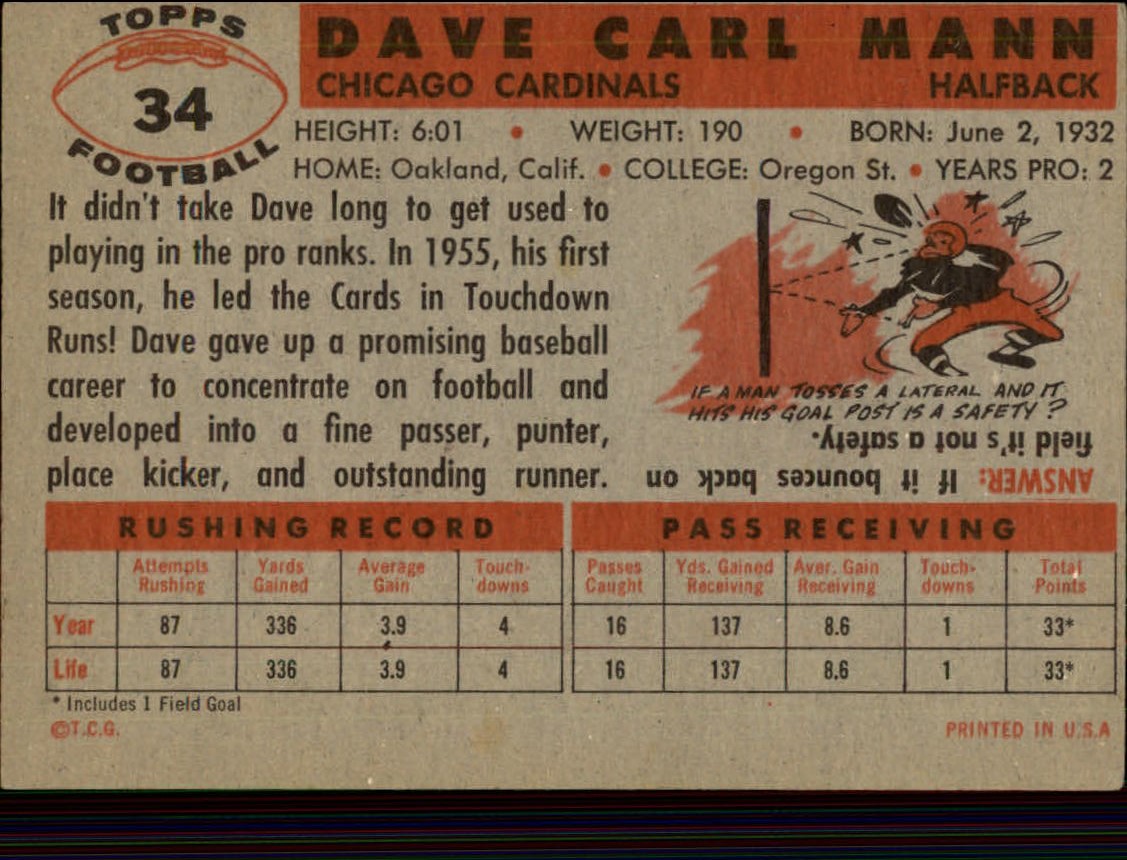 TOPPS
34
FOOTBALL
DAVE CARL MANN
CHICAGO CARDINALS HALFBACK
HEIGHT: 6:01 • WEIGHT: 190 • BORN: June 2, 1932
HOME: Oakland, Calif. • COLLEGE: Oregon St. • YEARS PRO: 2
It didn't take Dave long to get used to
playing in the pro ranks. In 1955, his first
season, he led the Cards in Touchdown
Runs! Dave gave up a promising baseball
career to concentrate on football and
developed into a fine passer, punter,
place kicker, and outstanding runner.
IF A MAN TOSSES A LATERAL AND IT
HITS HIS GOAL POST IS A SAFETY?
ANSWER: If it bounces back on
field it's not a safety.
RUSHING RECORD
Attempts Rushing Yards Gained Average Gain Touch-downs
Year 87 336 3.9 4
Life 87 336 3.9 4
PASS RECEIVING
Passes Caught Yds. Gained Receiving Aver. Gain Receiving Touch-downs Total Points
16 137 8.6 1 33*
16 137 8.6 1 33*
* Includes 1 Field Goal
©T.C.G. PRINTED IN U.S.A